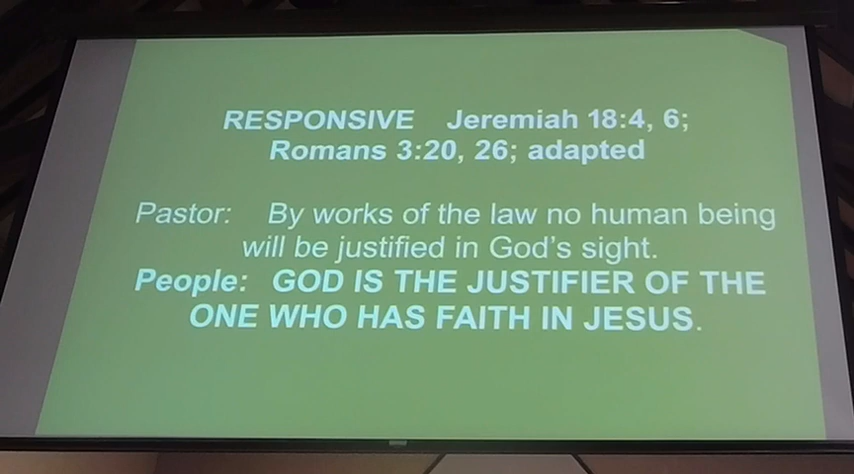 RESPONSIVE Jeremiah 18:4, 6;
Romans 3:20, 26; adapted
Pastor: By works of the law no human being
will be justified in God's sight.
People: GOD IS THE JUSTIFIER OF THE
ONE WHO HAS FAITH IN JESUS.